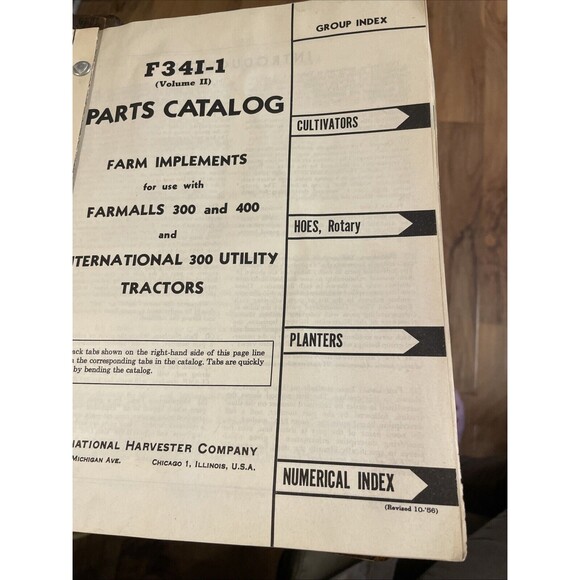 F34I-1
(Volume II)
PARTS CATALOG
FARM IMPLEMENTS
for use with
FARMALLS 300 and 400
and
INTERNATIONAL 300 UTILITY
TRACTORS
tabs shown on the right-hand side of this page line
the corresponding tabs in the catalog. Tabs are quickly
by bending the catalog.
HARVESTER COMPANY
MICHIGAN AVE. CHICAGO 1, ILLINOIS, U.S.A.
GROUP INDEX
CULTIVATORS
HOES, Rotary
PLANTERS
NUMERICAL INDEX
(Revised 10-'56)